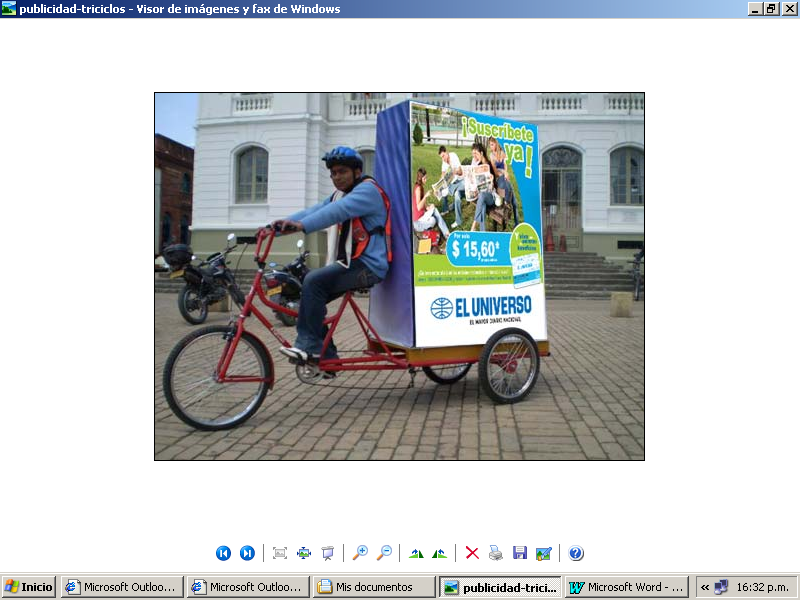 publicidad-triciclos - Visor de imágenes y fax de Windows
¡Suscríbete
ya!
Por solo
$ 15,60*
EL UNIVERSO
EL MAYOR DIARIO NACIONAL
Inicio
Microsoft Outloo...
Microsoft Outloo...
Mis documentos
publicidad-trici...
Microsoft Word - ...
«
16:32 p.m.